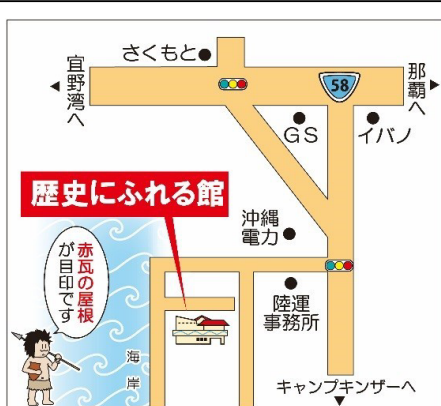 さくもと
宜野湾へ
58
那覇へ
GS
イバノ
歴史にふれる館
沖縄
電力
赤瓦の屋根
が目印です
陸運
事務所
海岸
キャンプキンザーへ